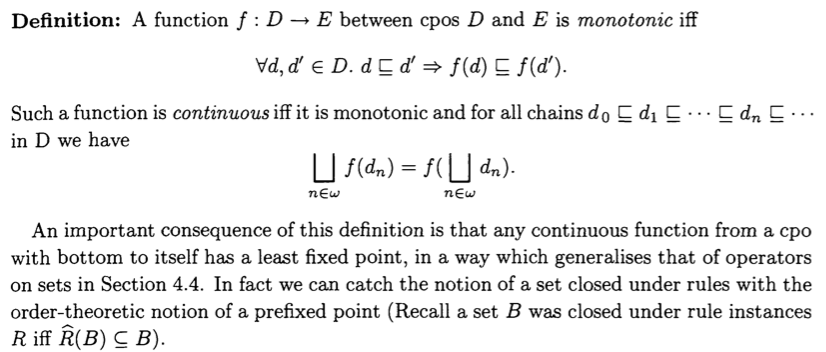 Definition: A function f : D → E between cpos D and E is monotonic iff
∀d, d′ ∈ D. d ⊑ d′ ⇒ f(d) ⊑ f(d′).
Such a function is continuous iff it is monotonic and for all chains d₀ ⊑ d₁ ⊑ ··· ⊑ dₙ ⊑ ···
in D we have
⨆ f(dₙ) = f(⨆ dₙ).
n∈ω n∈ω
An important consequence of this definition is that any continuous function from a cpo
with bottom to itself has a least fixed point, in a way which generalises that of operators
on sets in Section 4.4. In fact we can catch the notion of a set closed under rules with the
order-theoretic notion of a prefixed point (Recall a set B was closed under rule instances
R iff R̂(B) ⊆ B).